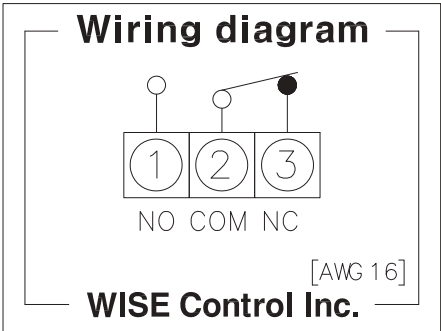 Wiring diagram
1 2 3
NO COM NC
[AWG 16]
WISE Control Inc.